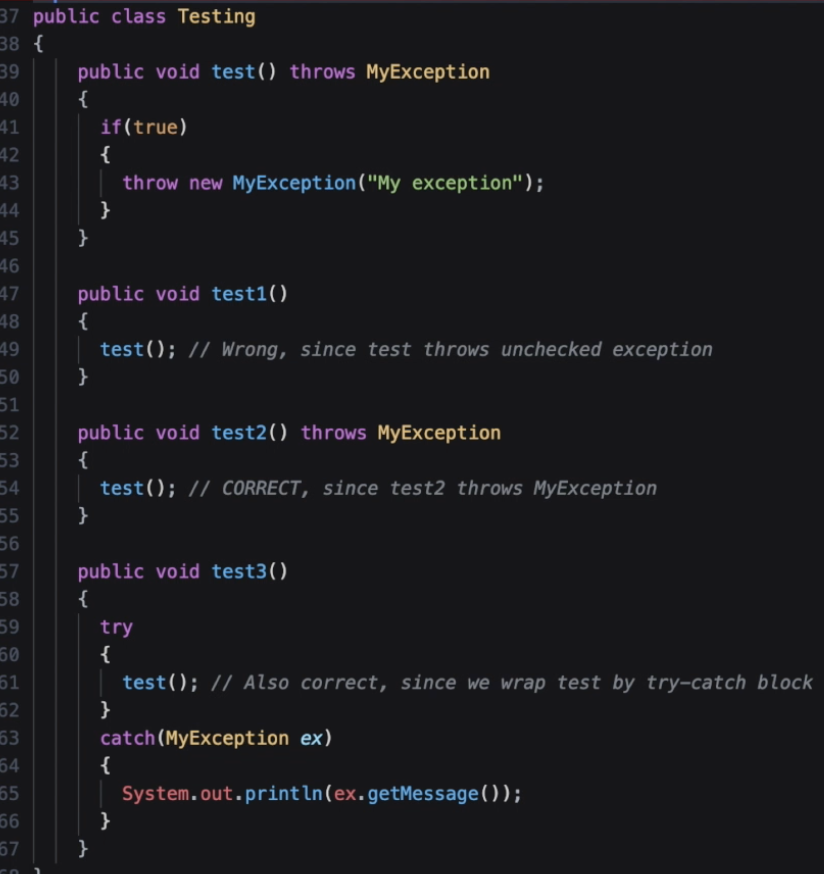 37 public class Testing
38 {
39 public void test() throws MyException
40 {
41 if(true)
42 {
43 throw new MyException("My exception");
44 }
45 }
46
47 public void test1()
48 {
49 test(); // Wrong, since test throws unchecked exception
50 }
51
52 public void test2() throws MyException
53 {
54 test(); // CORRECT, since test2 throws MyException
55 }
56
57 public void test3()
58 {
59 try
60 {
61 test(); // Also correct, since we wrap test by try-catch block
62 }
63 catch(MyException ex)
64 {
65 System.out.println(ex.getMessage());
66 }
67 }